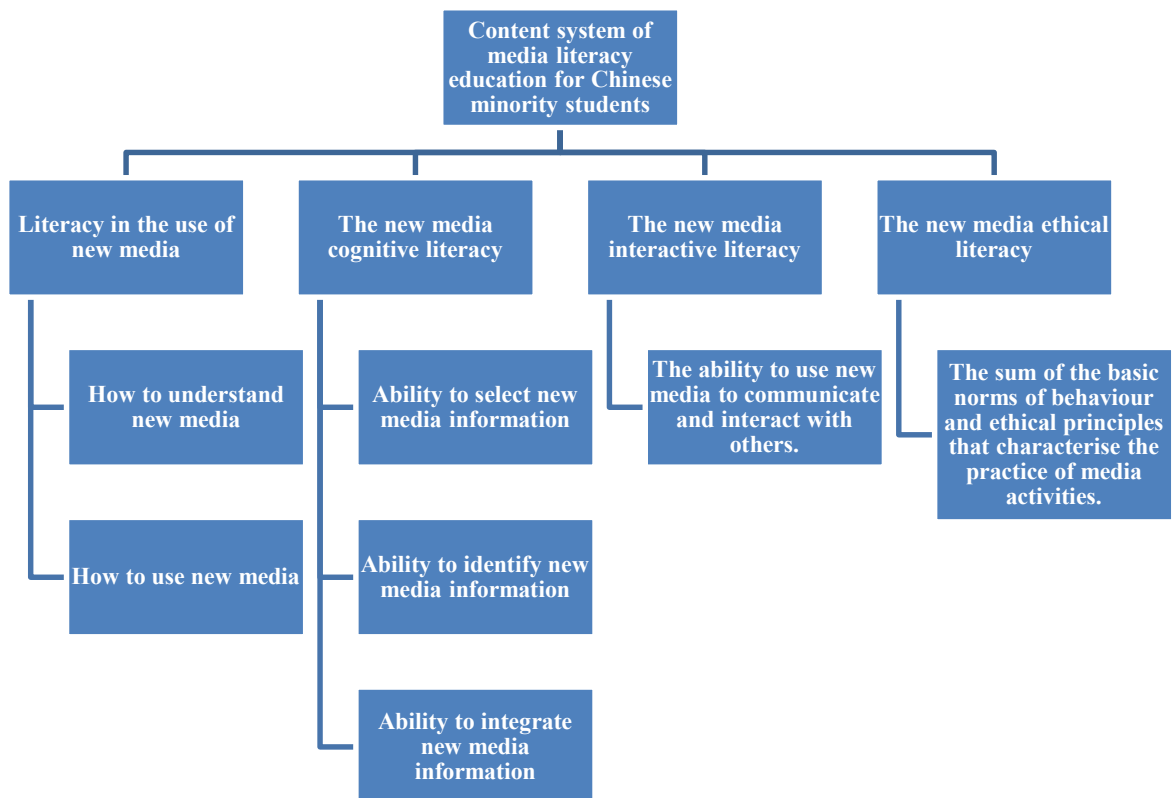 Content system of
media literacy
education for Chinese
minority students
Literacy in the use of
new media
The new media
cognitive literacy
The new media
interactive literacy
The new media ethical
literacy
How to understand
new media
Ability to select new
media information
The ability to use new
media to communicate
and interact with
others.
The sum of the basic
norms of behaviour
and ethical principles
that characterise the
practice of media
activities.
How to use new media
Ability to identify new
media information
Ability to integrate
new media
information